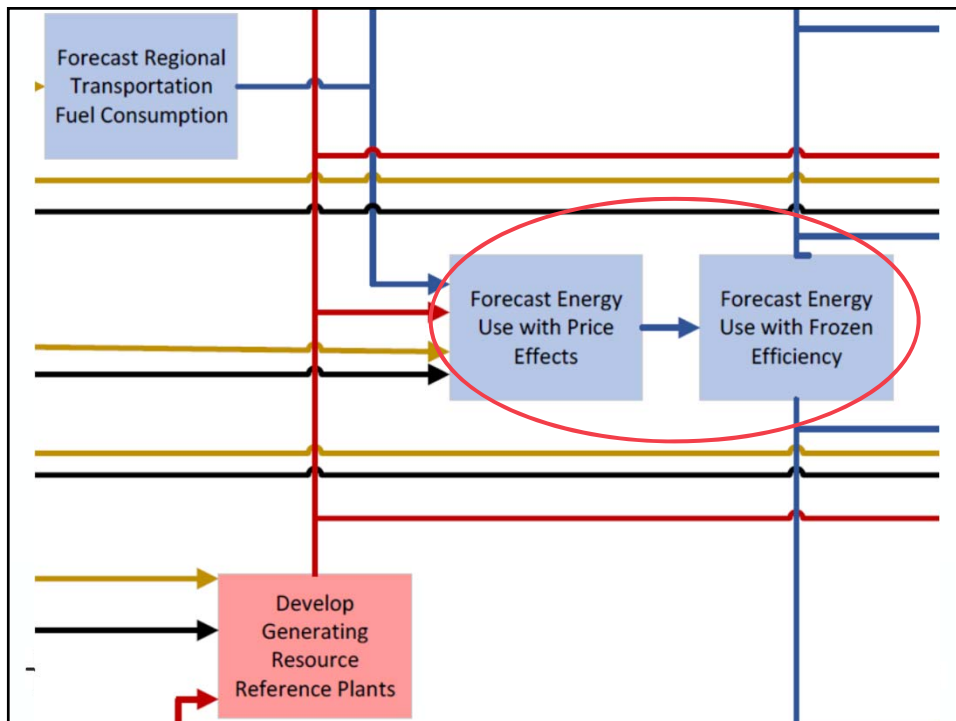 Forecast Regional
Transportation
Fuel Consumption
Forecast Energy
Use with Price
Effects
Forecast Energy
Use with Frozen
Efficiency
Develop
Generating
Resource
Reference Plants